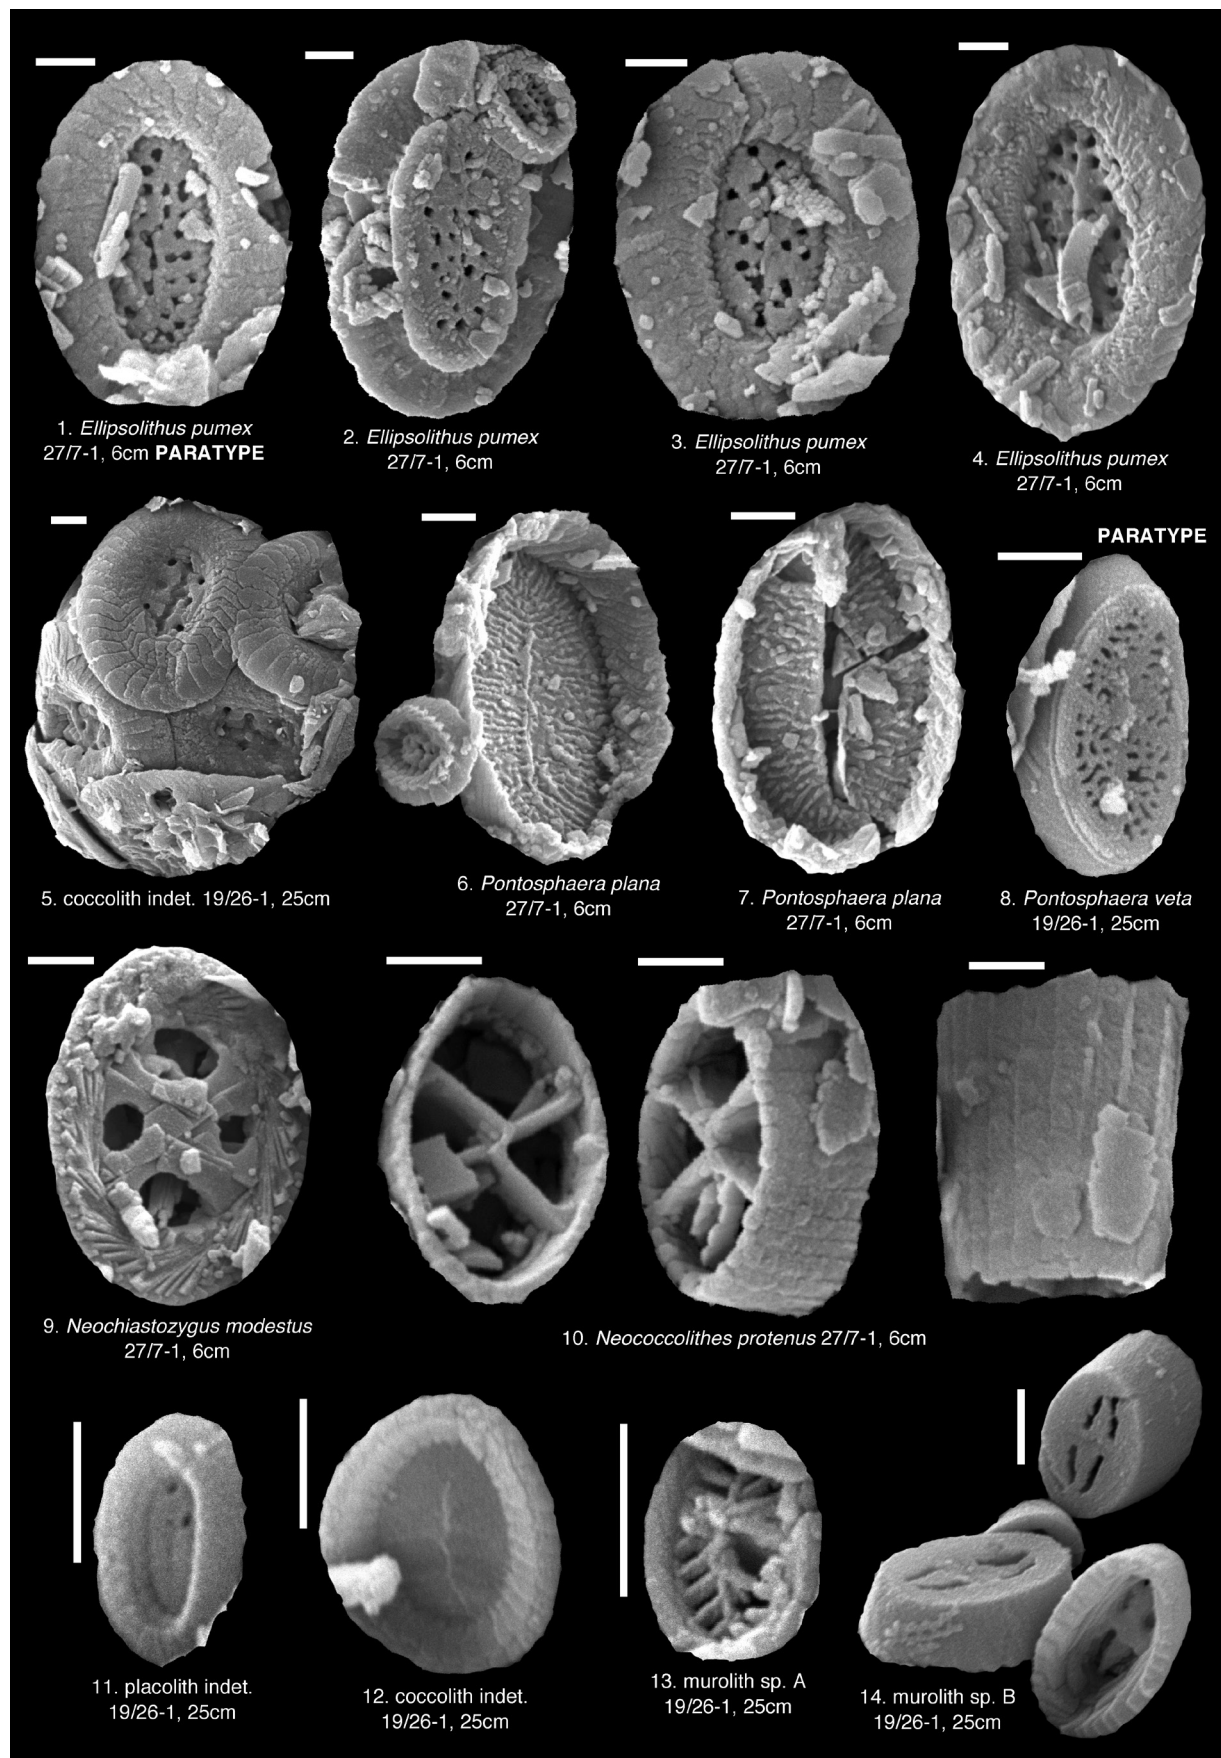 1. Ellipsolithus pumex
27/7-1, 6cm PARATYPE
2. Ellipsolithus pumex
27/7-1, 6cm
3. Ellipsolithus pumex
27/7-1, 6cm
4. Ellipsolithus pumex
27/7-1, 6cm
5. coccolith indet. 19/26-1, 25cm
6. Pontosphaera plana
27/7-1, 6cm
7. Pontosphaera plana
27/7-1, 6cm
PARATYPE
8. Pontosphaera veta
19/26-1, 25cm
9. Neochiastozygus modestus
27/7-1, 6cm
10. Neococcolithes protenus 27/7-1, 6cm
11. placolith indet.
19/26-1, 25cm
12. coccolith indet.
19/26-1, 25cm
13. murolith sp. A
19/26-1, 25cm
14. murolith sp. B
19/26-1, 25cm